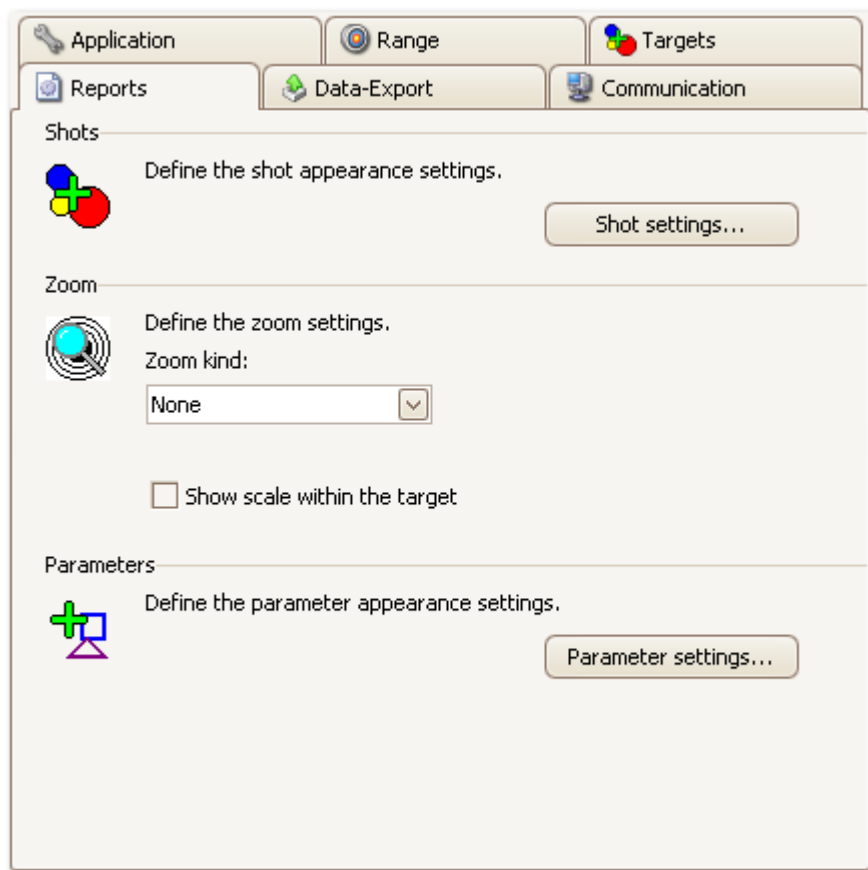 Application
Range
Targets
Reports
Data-Export
Communication
Shots
Define the shot appearance settings.
Shot settings...
Zoom
Define the zoom settings.
Zoom kind:
None
Show scale within the target
Parameters
Define the parameter appearance settings.
Parameter settings...